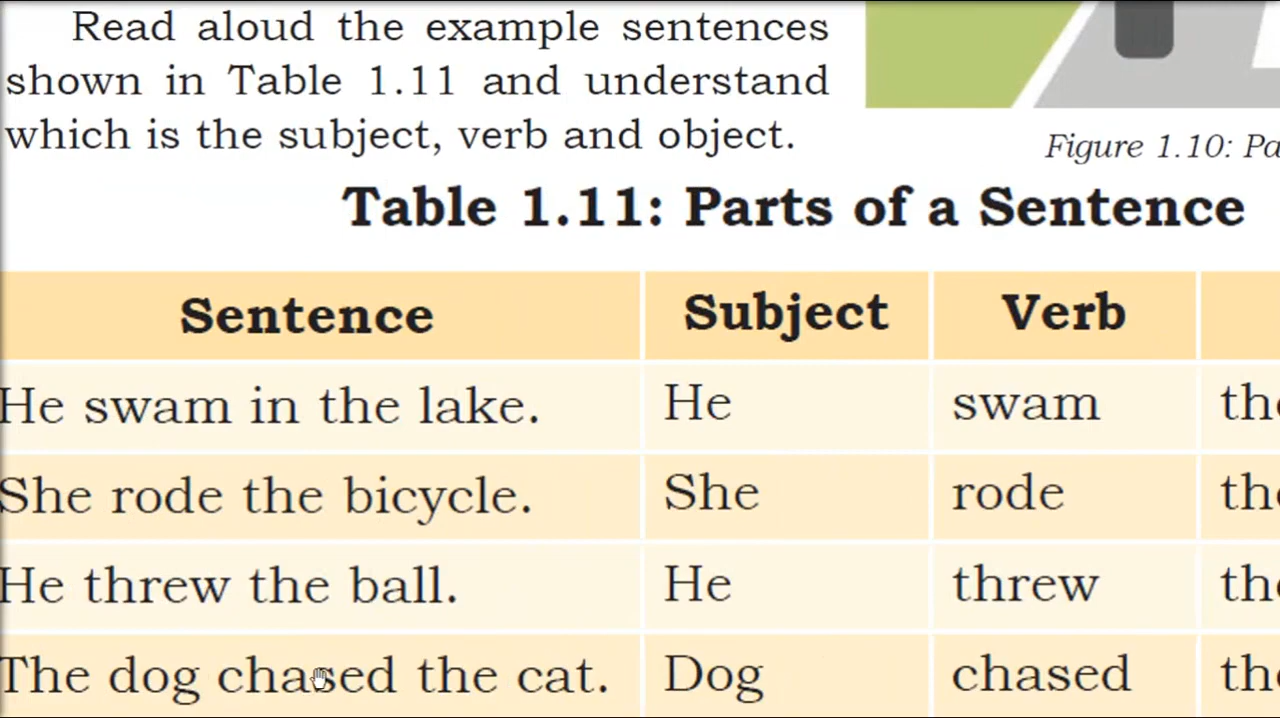 Read aloud the example sentences
shown in Table 1.11 and understand
which is the subject, verb and object.
Figure 1.10:
Table 1.11: Parts of a Sentence
Sentence Subject Verb
He swam in the lake. He swam
She rode the bicycle. She rode
He threw the ball. He threw
The dog chased the cat. Dog chased